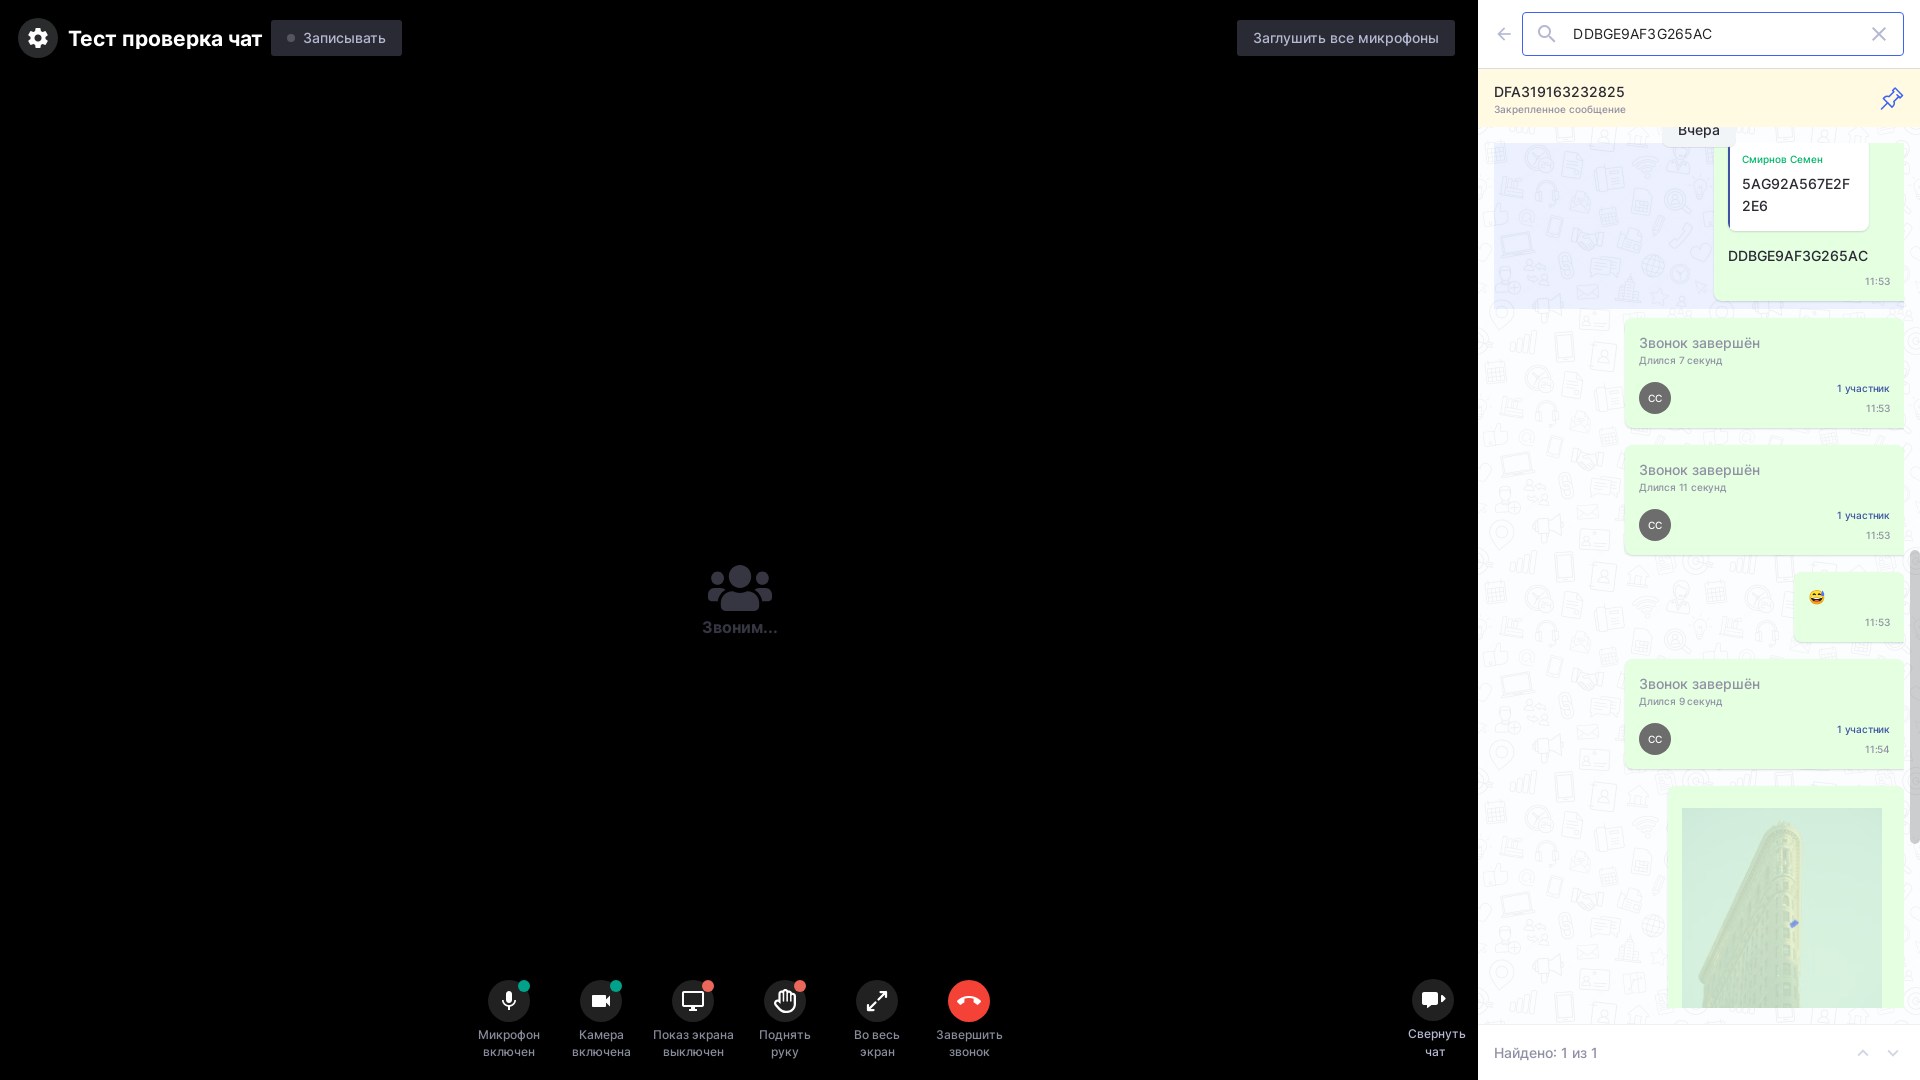 Тест проверка чат
Записывать
Заглушить все микрофоны
Звоним...
Микрофон
включен
Камера
включена
Показ экрана
выключен
Поднять
руку
Во весь
экран
Завершить
звонок
Свернуть
чат
DDBGE9AF3G265AC
DFA319163232825
Закрепленное сообщение
Вчера
Смирнов Семен
5AG92A567E2F
2E6
DDBGE9AF3G265AC
11:53
Звонок завершён
Длился 7 секунд
СС
1 участник
11:53
Звонок завершён
Длился 11 секунд
СС
1 участник
11:53
😅
11:53
Звонок завершён
Длился 9 секунд
СС
1 участник
11:54
Найдено: 1 из 1